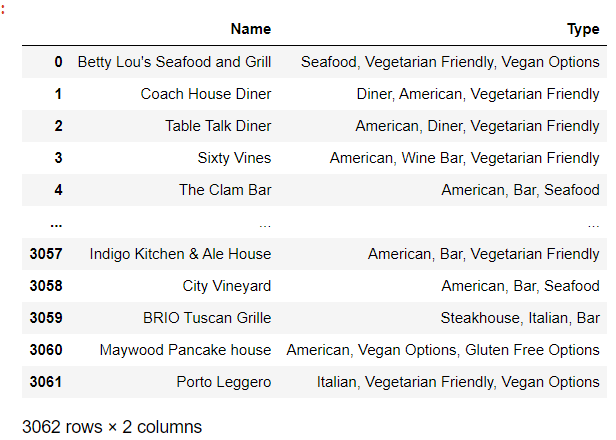 :
Name Type
0 Betty Lou's Seafood and Grill Seafood, Vegetarian Friendly, Vegan Options
1 Coach House Diner Diner, American, Vegetarian Friendly
2 Table Talk Diner American, Diner, Vegetarian Friendly
3 Sixty Vines American, Wine Bar, Vegetarian Friendly
4 The Clam Bar American, Bar, Seafood
... ... ...
3057 Indigo Kitchen & Ale House American, Bar, Vegetarian Friendly
3058 City Vineyard American, Bar, Seafood
3059 BRIO Tuscan Grille Steakhouse, Italian, Bar
3060 Maywood Pancake house American, Vegan Options, Gluten Free Options
3061 Porto Leggero Italian, Vegetarian Friendly, Vegan Options
3062 rows × 2 columns